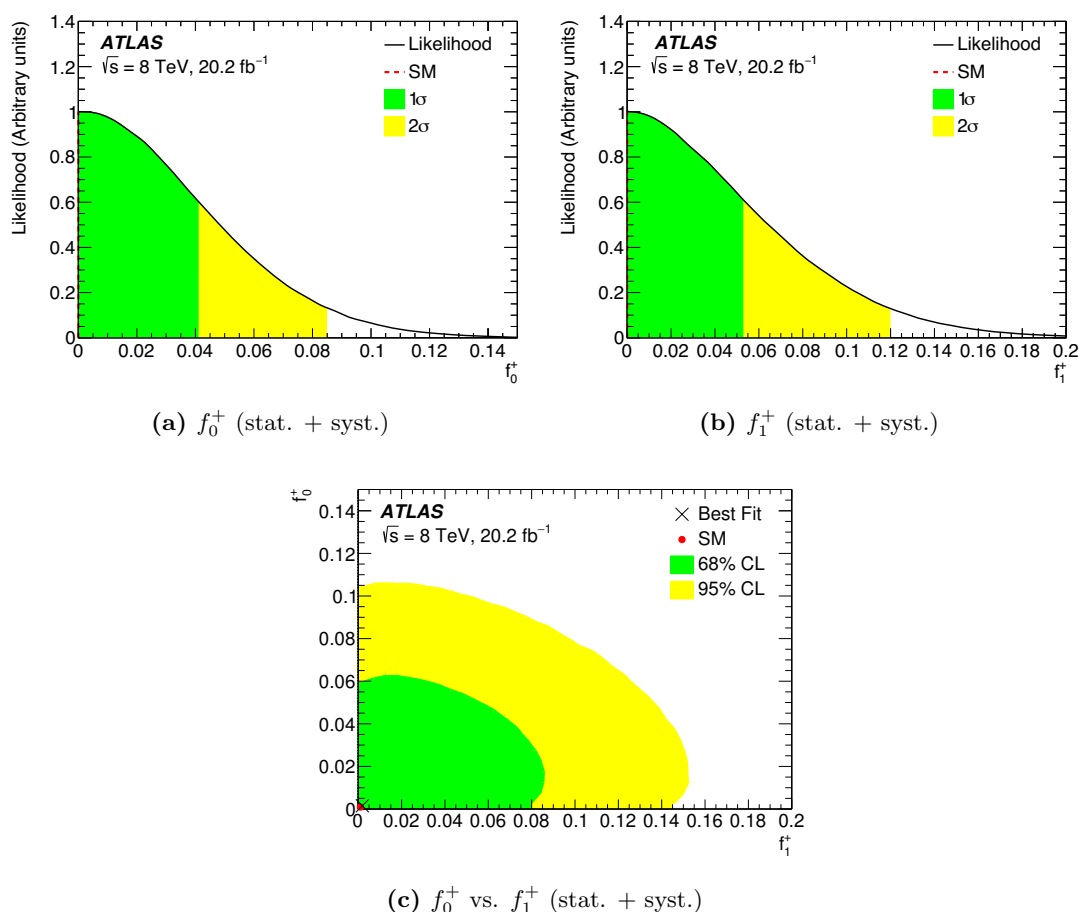 Likelihood (Arbitrary units)
1.4
1.2
1
0.8
0.6
0.4
0.2
0
ATLAS
√s = 8 TeV, 20.2 fb⁻¹
Likelihood
SM
1σ
2σ
0 0.02 0.04 0.06 0.08 0.1 0.12 0.14
f₀⁺
(a) f₀⁺ (stat. + syst.)
Likelihood (Arbitrary units)
1.4
1.2
1
0.8
0.6
0.4
0.2
0
ATLAS
√s = 8 TeV, 20.2 fb⁻¹
Likelihood
SM
1σ
2σ
0 0.02 0.04 0.06 0.08 0.1 0.12 0.14 0.16 0.18 0.2
f₁⁺
(b) f₁⁺ (stat. + syst.)
f₀⁺
0.14
0.12
0.1
0.08
0.06
0.04
0.02
0
ATLAS
√s = 8 TeV, 20.2 fb⁻¹
Best Fit
SM
68% CL
95% CL
0 0.02 0.04 0.06 0.08 0.1 0.12 0.14 0.16 0.18 0.2
f₁⁺
(c) f₀⁺ vs. f₁⁺ (stat. + syst.)